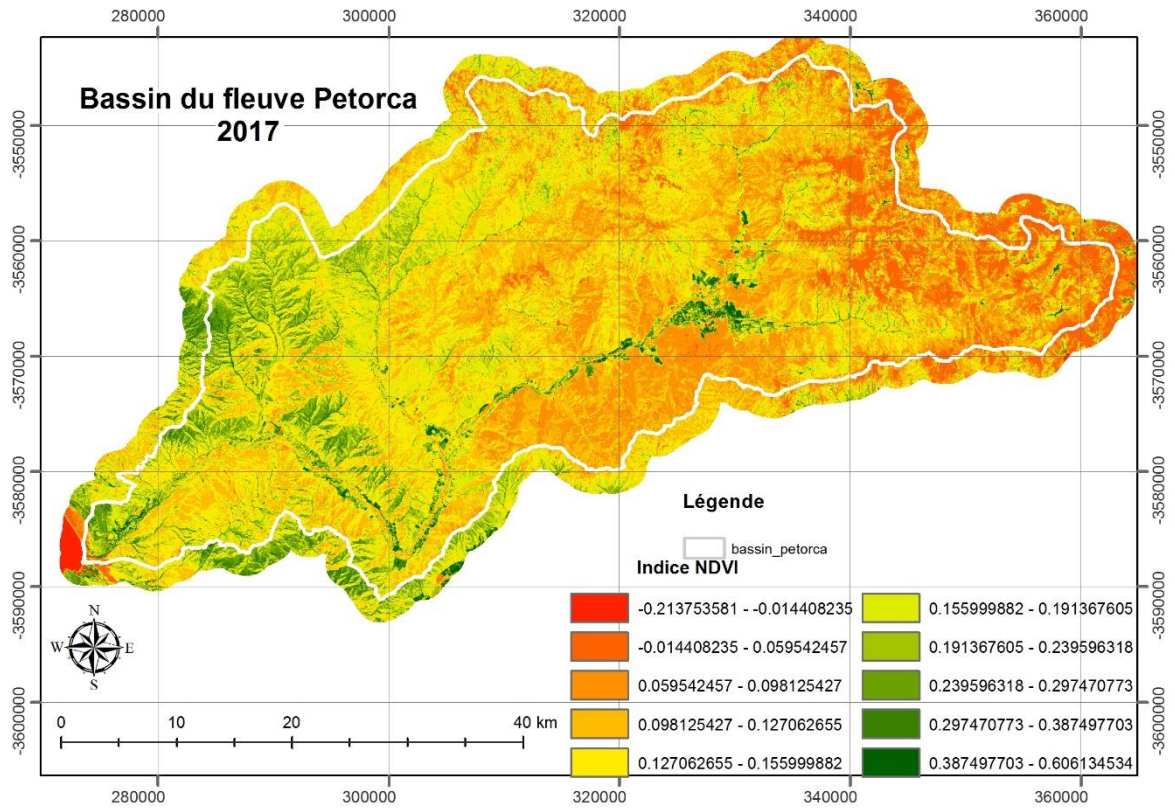 280000 300000 320000 340000 360000
Bassin du fleuve Petorca
2017
-3550000 -3550000
-3560000 -3560000
-3570000 -3570000
-3580000 -3580000
-3590000 -3590000
-3600000 -3600000
Légende
bassin_petorca
Indice NDVI
-0.213753581 - -0.014408235
-0.014408235 - 0.059542457
0.059542457 - 0.098125427
0.098125427 - 0.127062655
0.127062655 - 0.155999882
0.155999882 - 0.191367605
0.191367605 - 0.239596318
0.239596318 - 0.297470773
0.297470773 - 0.387497703
0.387497703 - 0.606134534
N
W E
S
0 10 20 40 km
280000 300000 320000 340000 360000